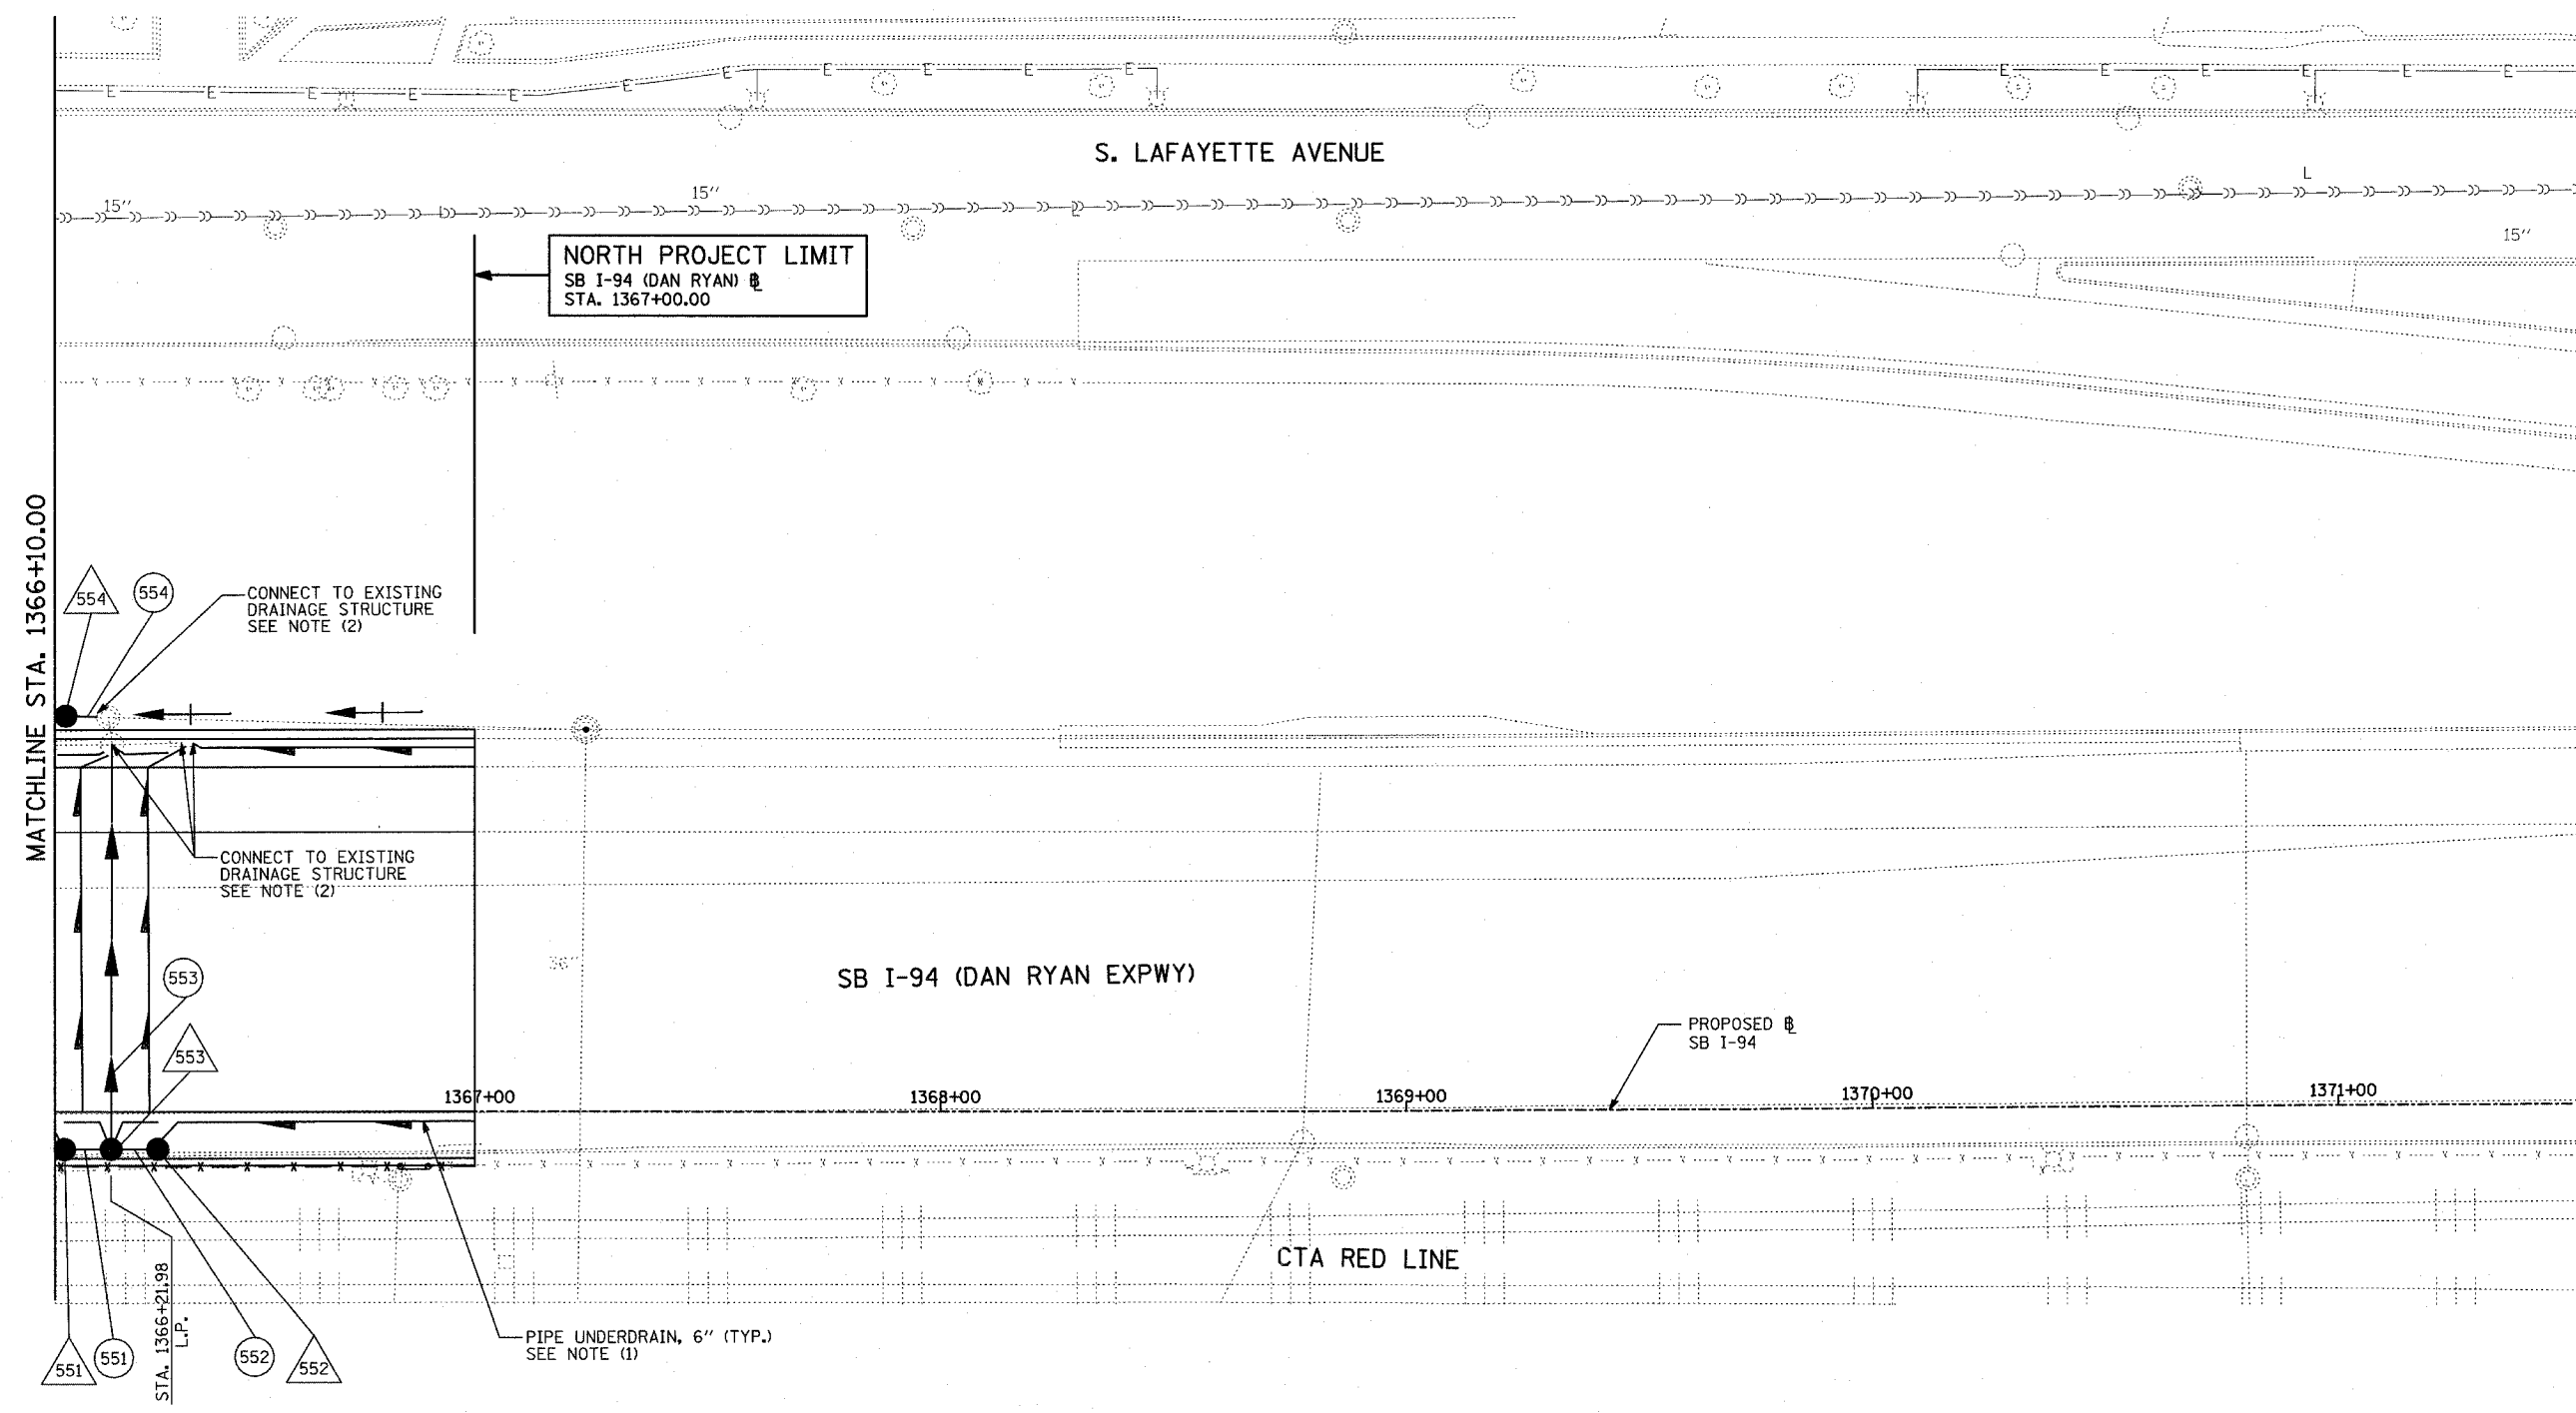 E E E E E E E E E E
E E E E E E
S. LAFAYETTE AVENUE
15''
15''
L
15''
NORTH PROJECT LIMIT
SB I-94 (DAN RYAN) ℄
STA. 1367+00.00
MATCHLINE STA. 1366+10.00
554
554
CONNECT TO EXISTING
DRAINAGE STRUCTURE
SEE NOTE (2)
CONNECT TO EXISTING
DRAINAGE STRUCTURE
SEE NOTE (2)
36''
553
SB I-94 (DAN RYAN EXPWY)
553
PROPOSED ℄
SB I-94
1367+00
1368+00
1369+00
1370+00
1371+00
CTA RED LINE
STA. 1366+21.98
L.P.
PIPE UNDERDRAIN, 6'' (TYP.)
SEE NOTE (1)
551
551
552
552